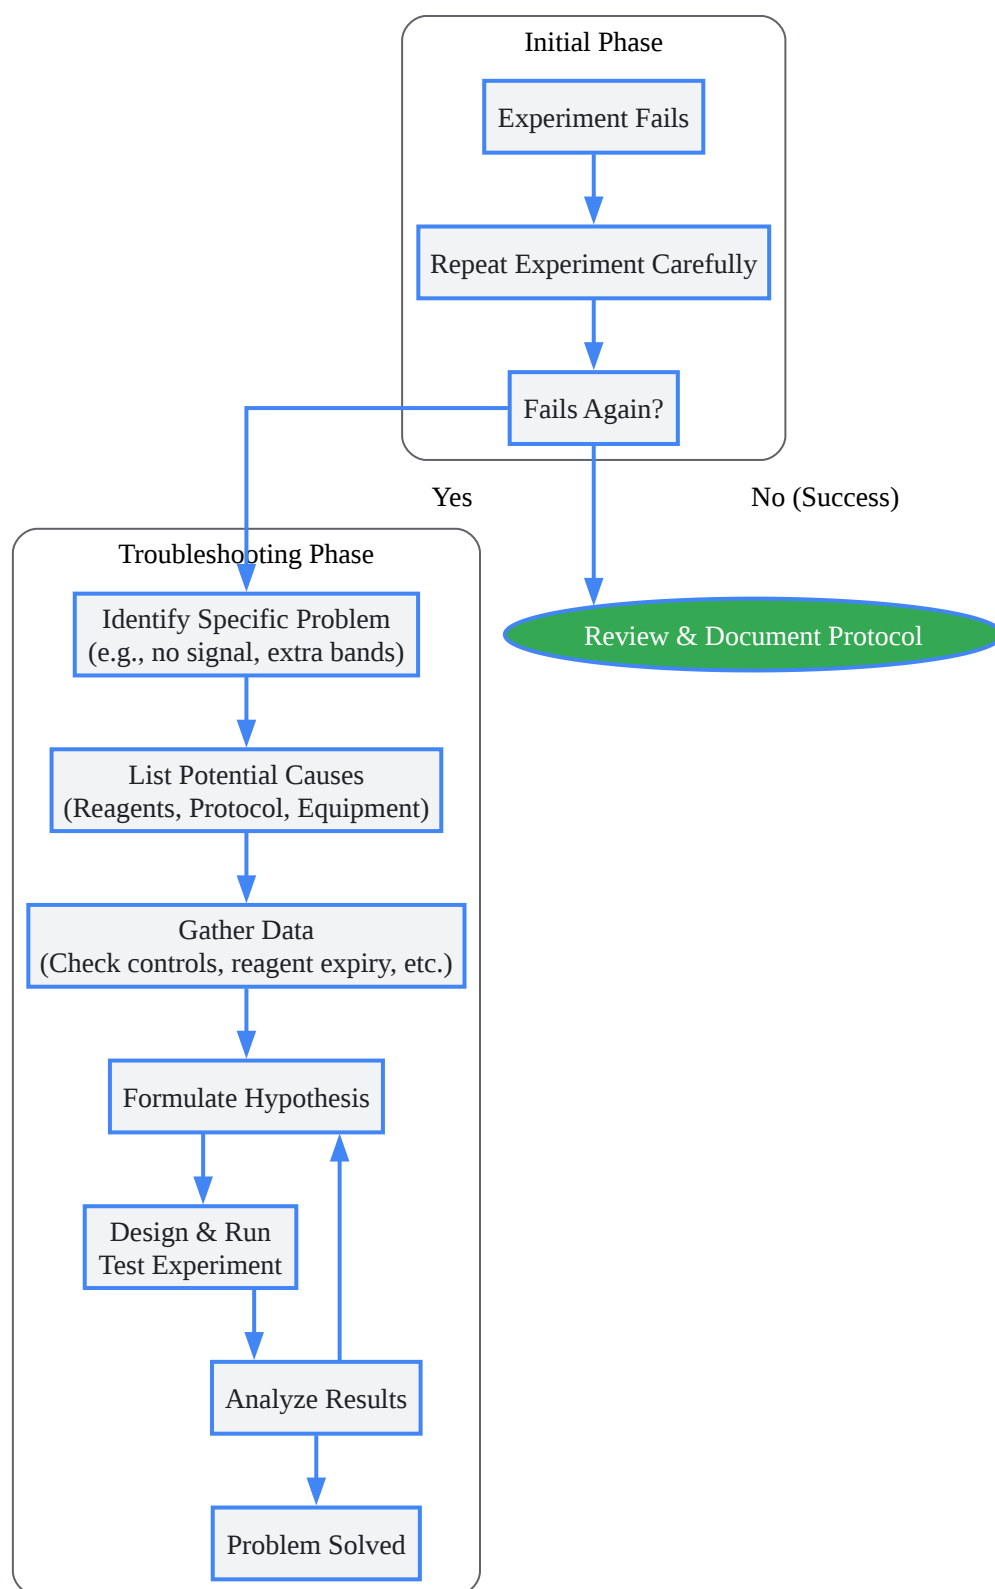 Initial Phase
Experiment Fails
Repeat Experiment Carefully
Fails Again?
Yes
No (Success)
Troubleshooting Phase
Identify Specific Problem
(e.g., no signal, extra bands)
Review & Document Protocol
List Potential Causes
(Reagents, Protocol, Equipment)
Gather Data
(Check controls, reagent expiry, etc.)
Formulate Hypothesis
Design & Run
Test Experiment
Analyze Results
Problem Solved